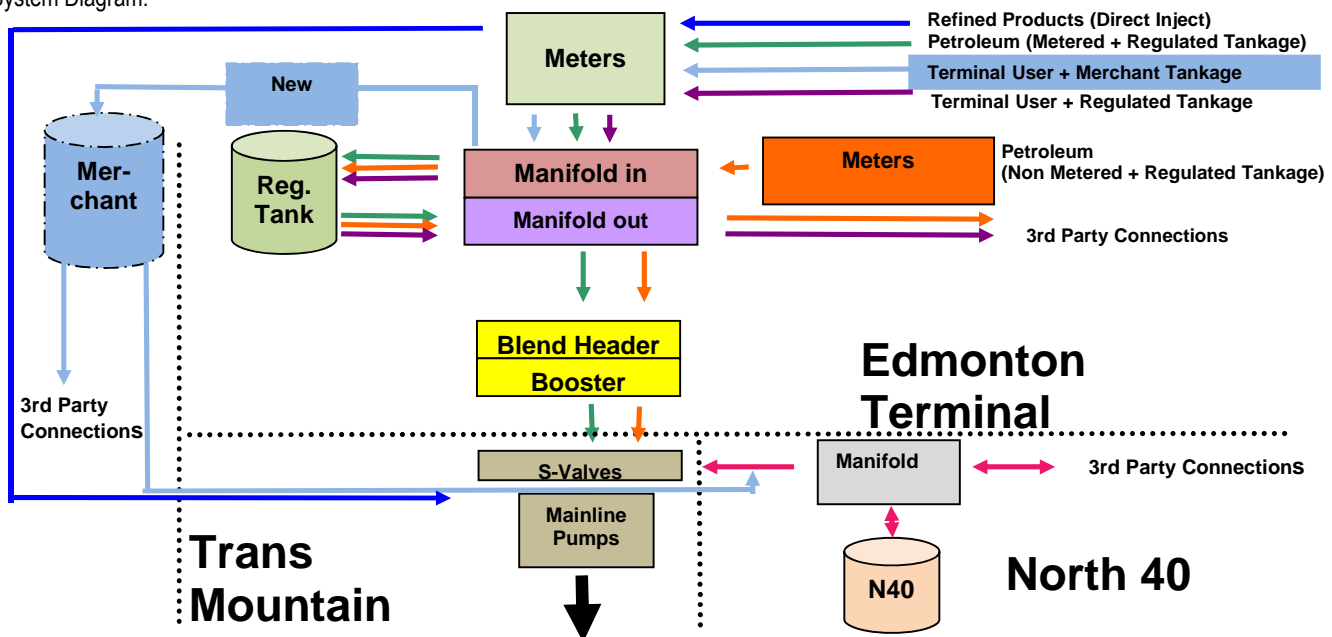 System Diagram:
Refined Products (Direct Inject)
Petroleum (Metered + Regulated Tankage)
Terminal User + Merchant Tankage
Terminal User + Regulated Tankage
Meters
New
Mer-
chant
Reg.
Tank
Manifold in
Manifold out
Meters
Petroleum
(Non Metered + Regulated Tankage)
3rd Party Connections
Blend Header
Booster
Edmonton
Terminal
3rd Party
Connections
S-Valves
Mainline
Pumps
Manifold
3rd Party Connections
Trans
Mountain
N40
North 40